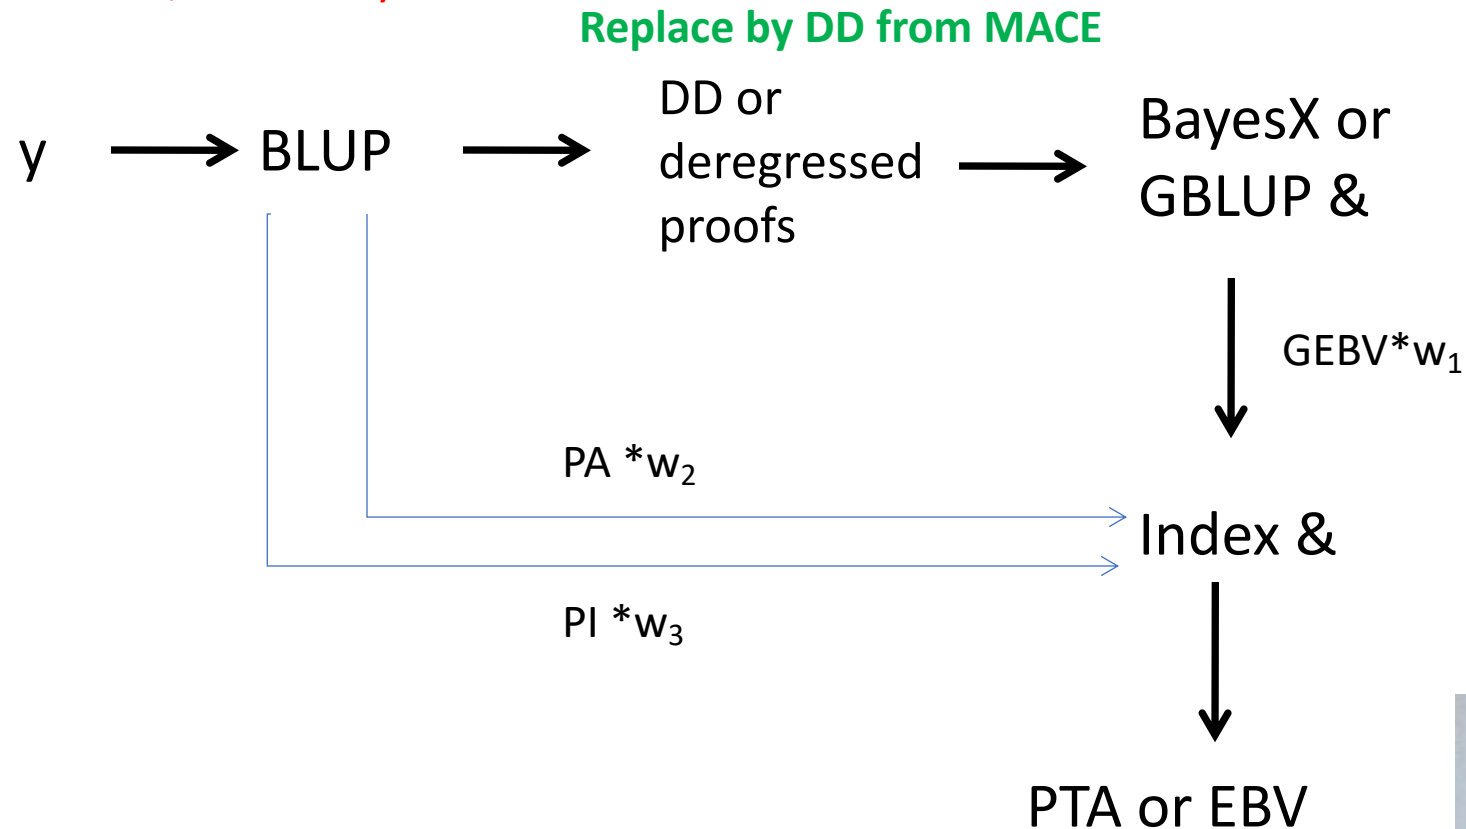 Replace by DD from MACE
y
BLUP
DD or
deregressed
proofs
BayesX or
GBLUP &
GEBV*w₁
PA *w₂
Index &
PI *w₃
PTA or EBV